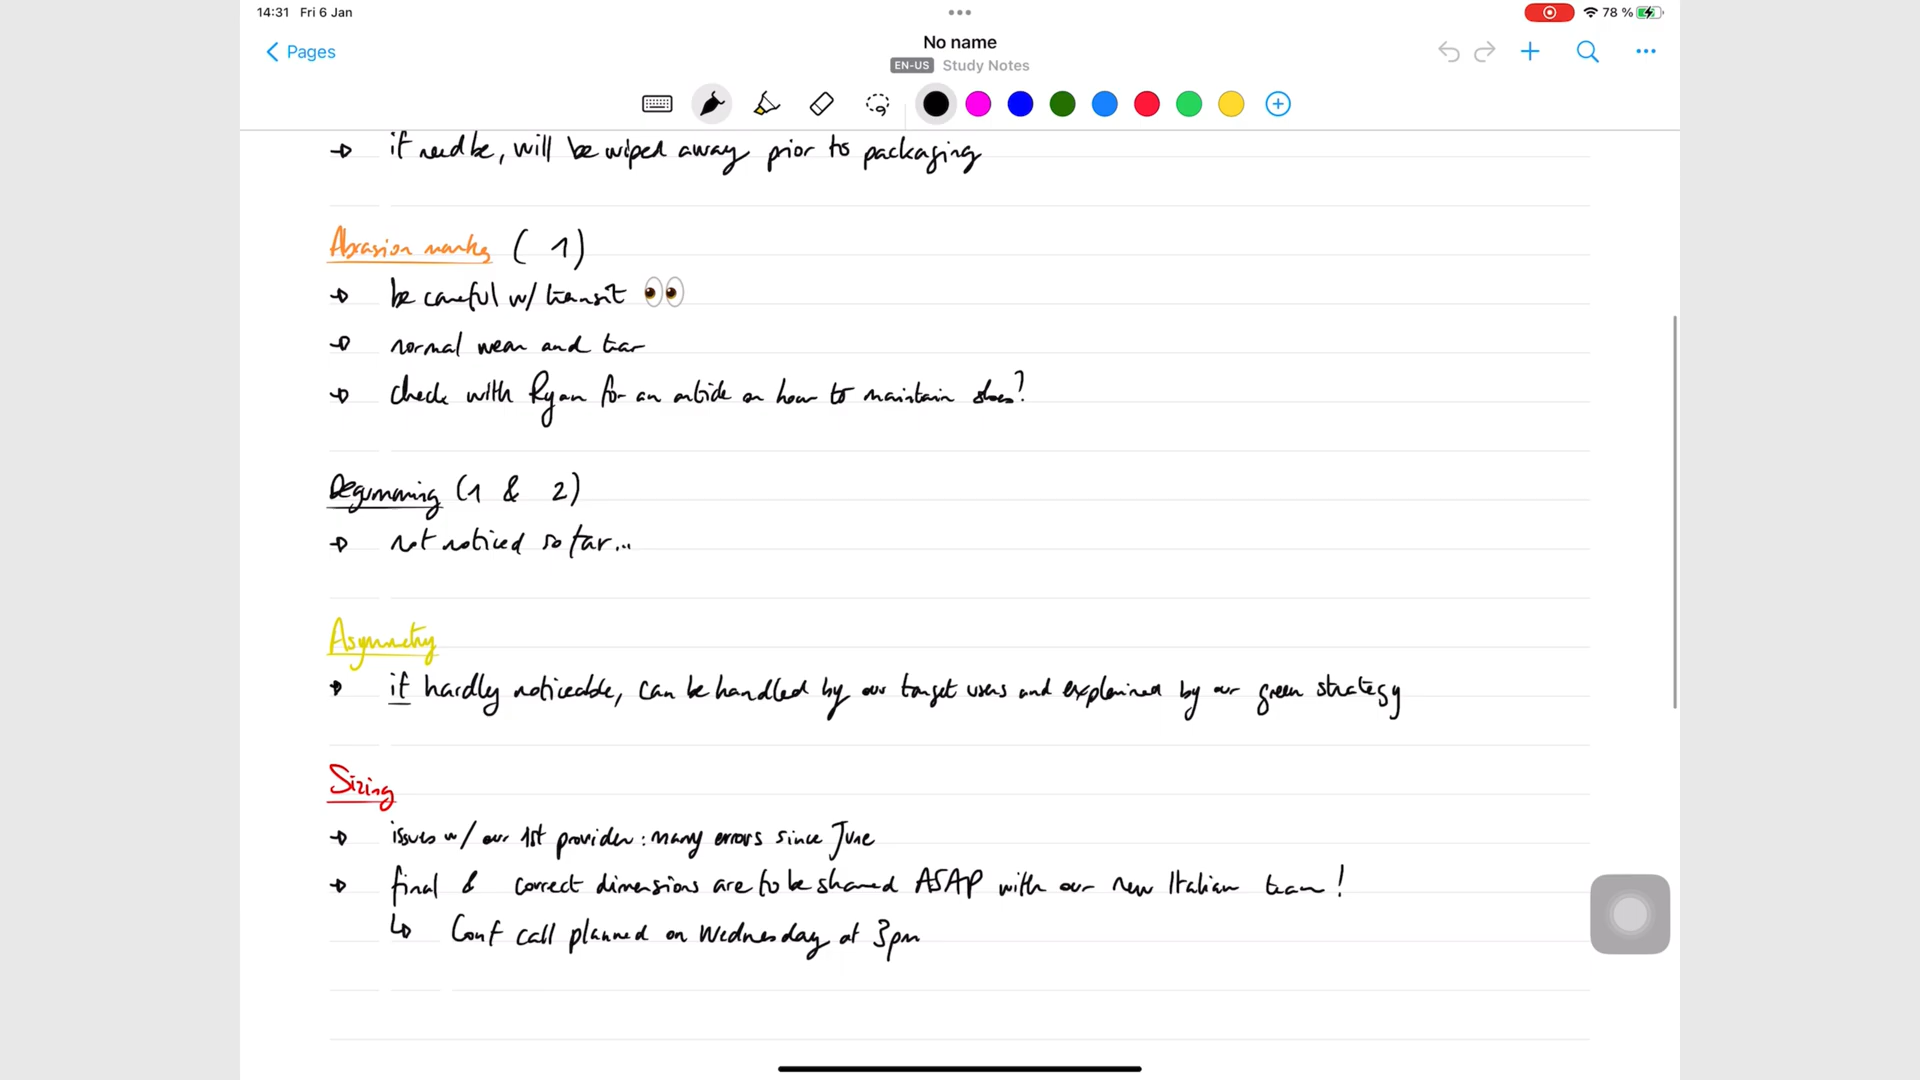 14:31 Fri 6 Jan
78 %
Pages
No name
EN-US Study Notes
→ if need be, will be wiped away prior to packaging
Abrasion marks (1)
→ be careful w/ transit 👀
→ normal wear and tear
→ check with Ryan for an article on how to maintain shoes?
Degumming (1 & 2)
→ not noticed so far...
Asymmetry
→ if hardly noticeable, can be handled by our target users and explained by our green strategy
Sizing
→ issues w/ our 1st provider: many errors since June
→ final & correct dimensions are to be shared ASAP with our new Italian team!
↳ Conf call planned on Wednesday at 3pm